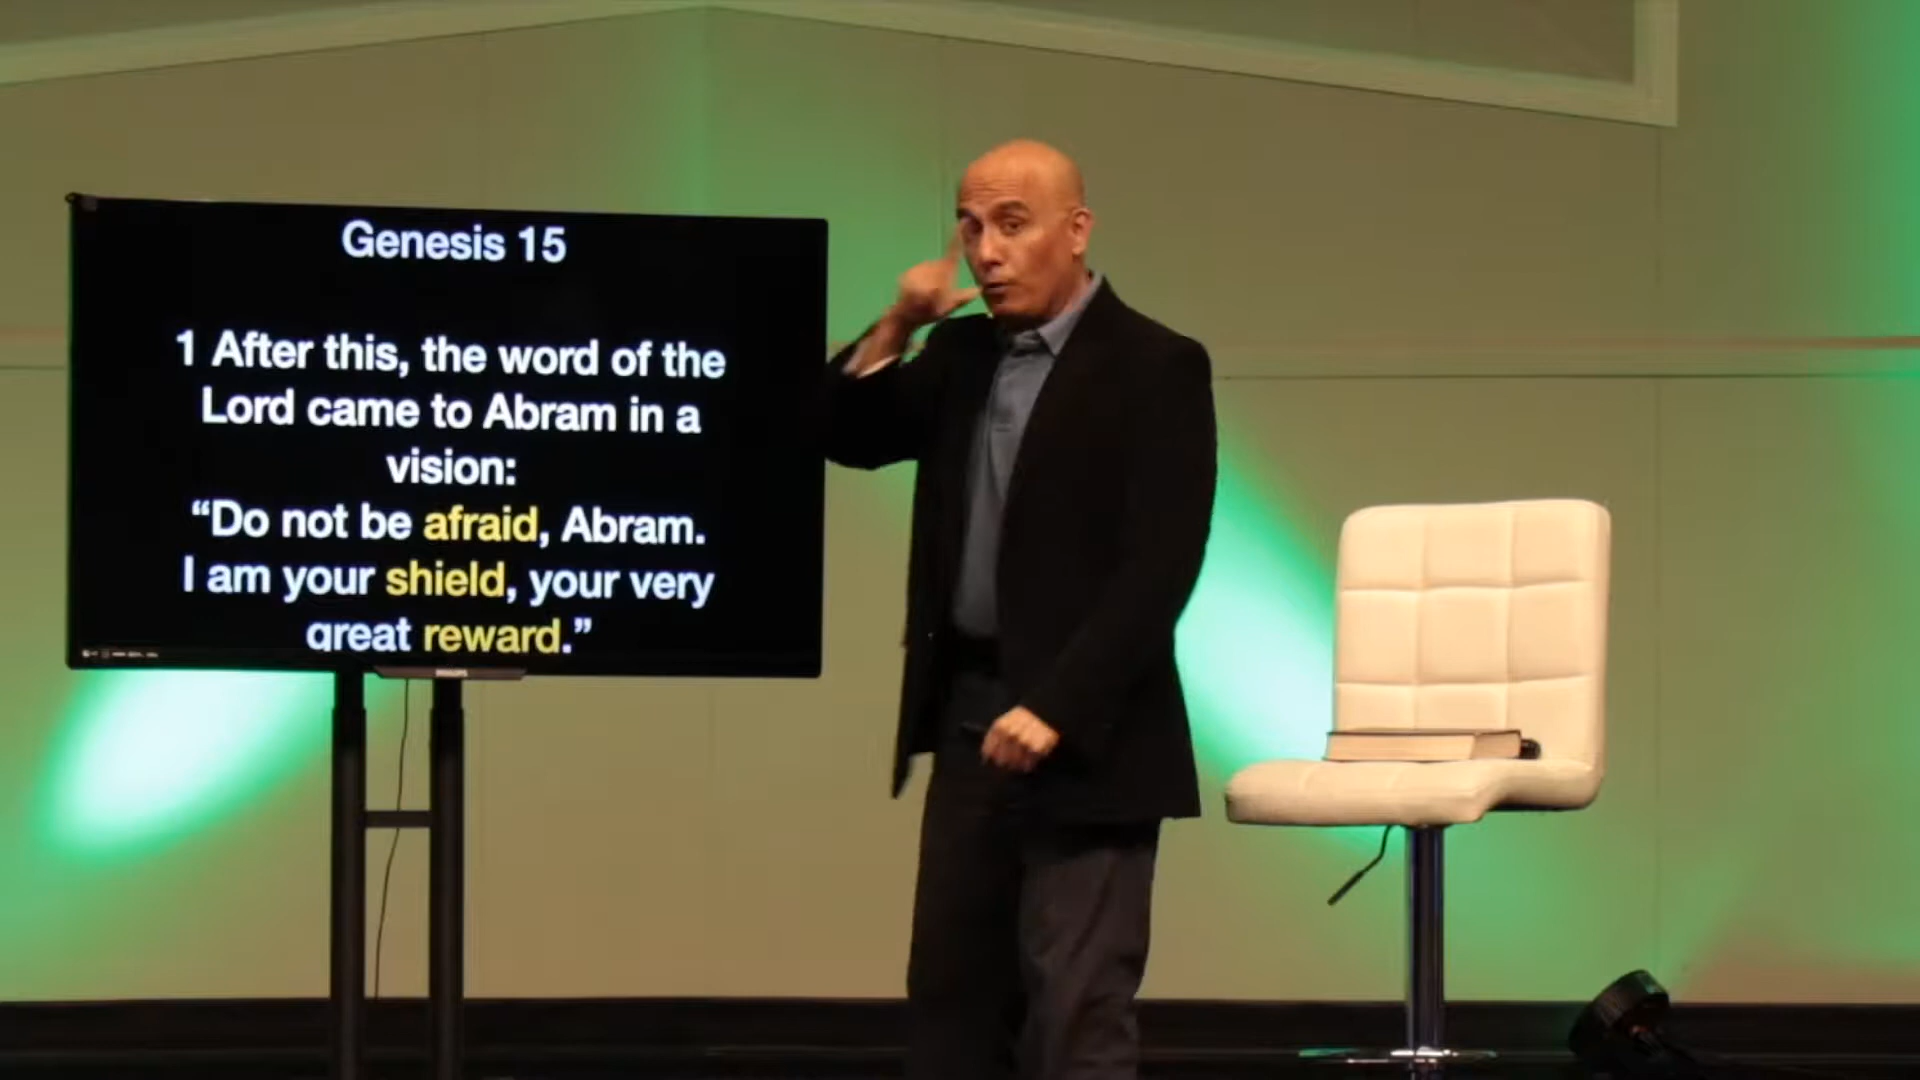 Genesis 15
1 After this, the word of the
Lord came to Abram in a
vision:
“Do not be afraid, Abram.
I am your shield, your very
great reward.”
PHILIPS